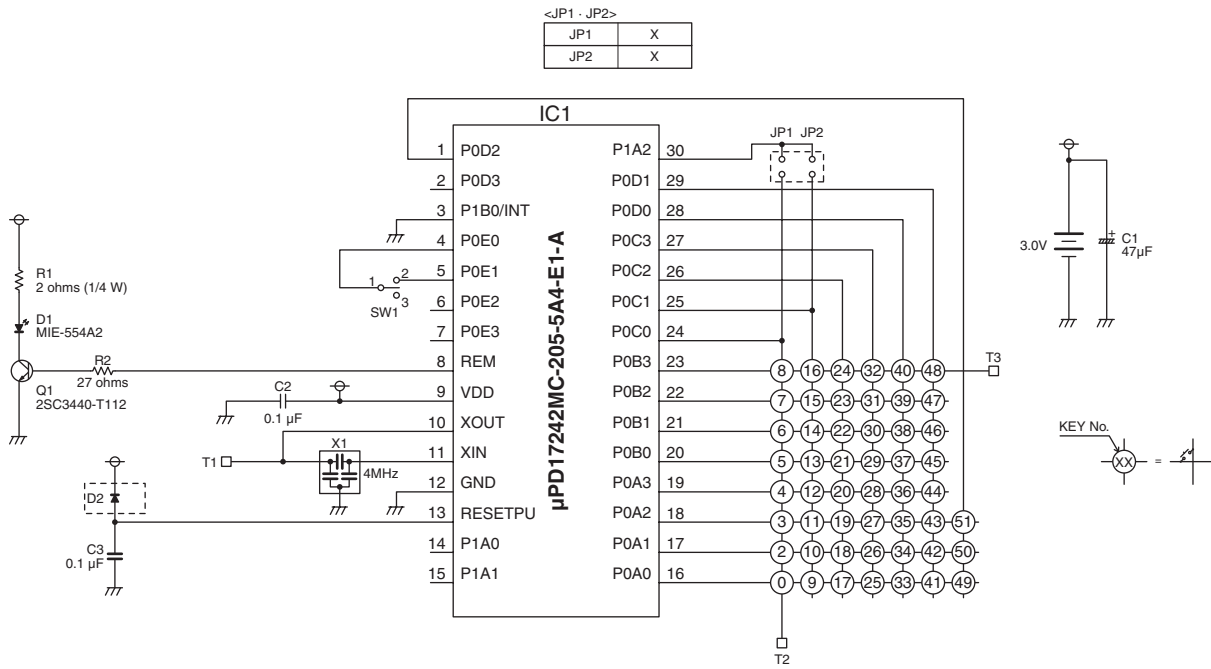 <JP1 · JP2>
JP1 X
JP2 X
IC1
µPD17242MC-205-5A4-E1-A
1 P0D2
2 P0D3
3 P1B0/INT
4 P0E0
5 P0E1
6 P0E2
7 P0E3
8 REM
9 VDD
10 XOUT
11 XIN
12 GND
13 RESETPU
14 P1A0
15 P1A1
P1A2 30
P0D1 29
P0D0 28
P0C3 27
P0C2 26
P0C1 25
P0C0 24
P0B3 23
P0B2 22
P0B1 21
P0B0 20
P0A3 19
P0A2 18
P0A1 17
P0A0 16
JP1 JP2
8 16 24 32 40 48
7 15 23 31 39 47
6 14 22 30 38 46
5 13 21 29 37 45
4 12 20 28 36 44
3 11 19 27 35 43 51
2 10 18 26 34 42 50
0 9 17 25 33 41 49
T3
T2
R1
2 ohms (1/4 W)
D1
MIE-554A2
R2
27 ohms
Q1
2SC3440-T112
1 2
3
SW1
C2
0.1 µF
T1
X1
4MHz
D2
C3
0.1 µF
3.0V
+
C1
47µF
KEY No.
XX =